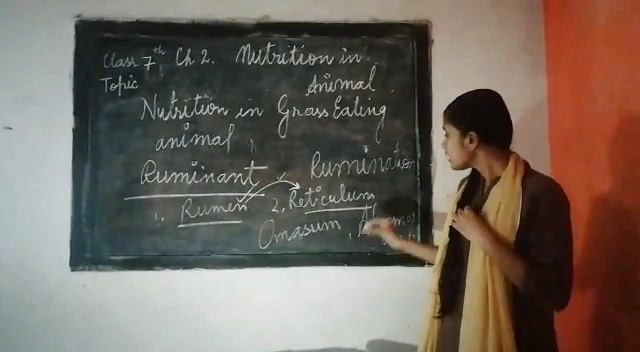 Class 7th Ch 2. Nutrition in
Topic Animal
Nutrition in Grass Eating
animal
Ruminant Rumination
1. Rumen 2. Reticulum
Omasum,